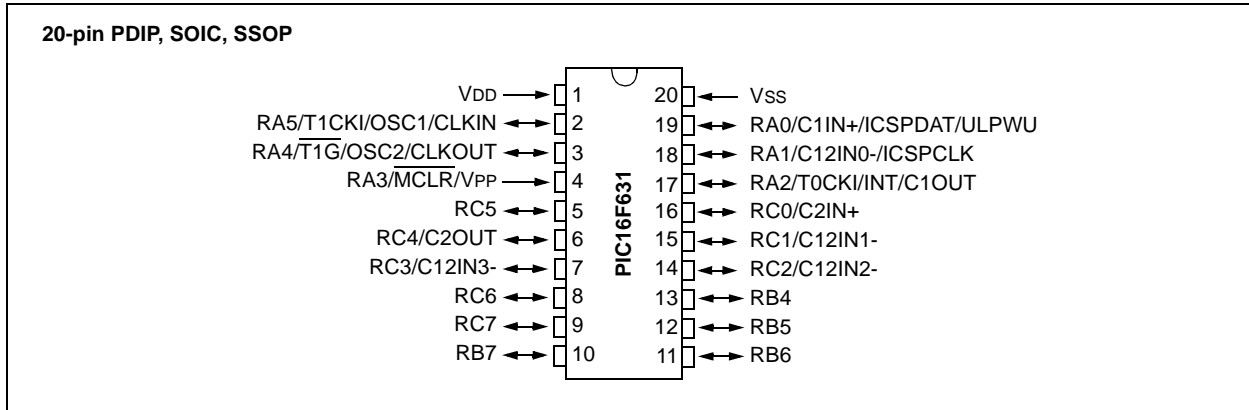 20-pin PDIP, SOIC, SSOP
VDD 1 20 VSS
RA5/T1CKI/OSC1/CLKIN 2 19 RA0/C1IN+/ICSPDAT/ULPWU
RA4/T1G/OSC2/CLKOUT 3 18 RA1/C12IN0-/ICSPCLK
RA3/MCLR/VPP 4 17 RA2/T0CKI/INT/C1OUT
RC5 5 16 RC0/C2IN+
RC4/C2OUT 6 15 RC1/C12IN1-
RC3/C12IN3- 7 14 RC2/C12IN2-
RC6 8 13 RB4
RC7 9 12 RB5
RB7 10 11 RB6
PIC16F631